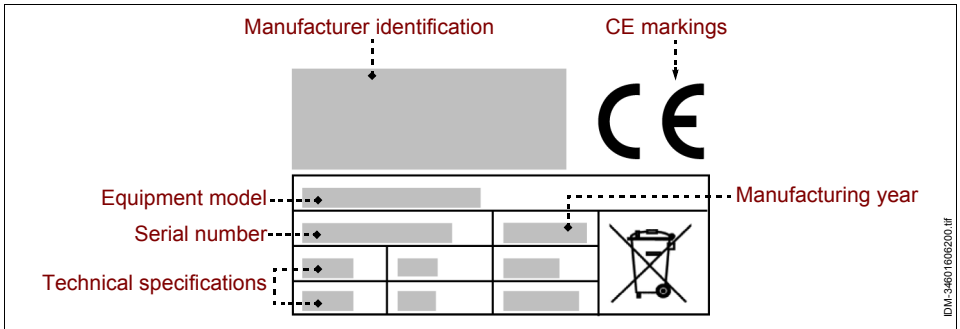 Manufacturer identification
CE markings
CE
Equipment model
Manufacturing year
Serial number
Technical specifications
IDM-34601606200.tif